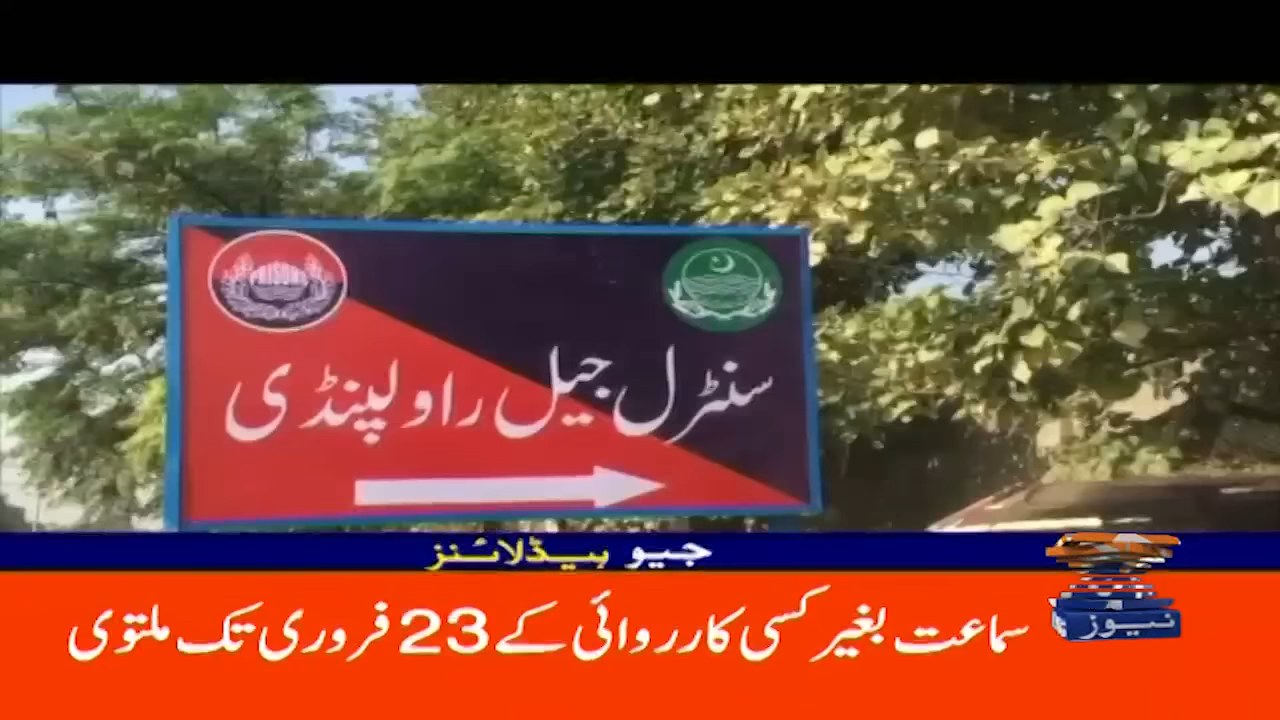 PRISONS
سنٹرل جیل راولپنڈی
جیو ہیڈلائنز
سماعت بغیر کسی کارروائی کے 23 فروری تک ملتوی
نیوز